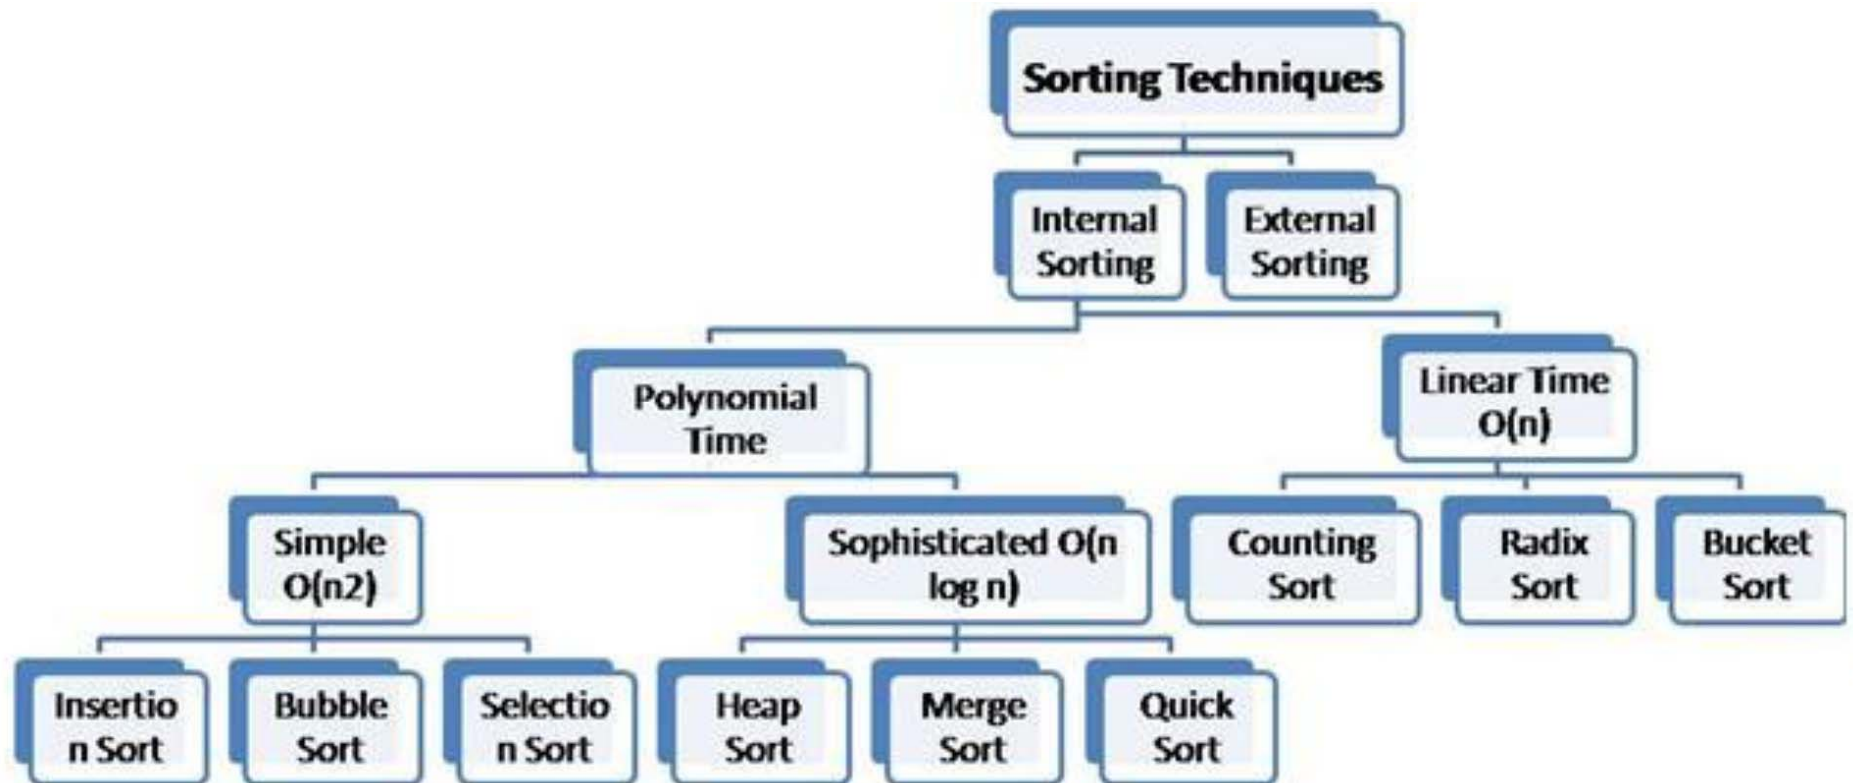 Sorting Techniques
Internal
Sorting
External
Sorting
Polynomial
Time
Linear Time
O(n)
Simple
O(n2)
Sophisticated O(n
log n)
Counting
Sort
Radix
Sort
Bucket
Sort
Insertio
n Sort
Bubble
Sort
Selectio
n Sort
Heap
Sort
Merge
Sort
Quick
Sort